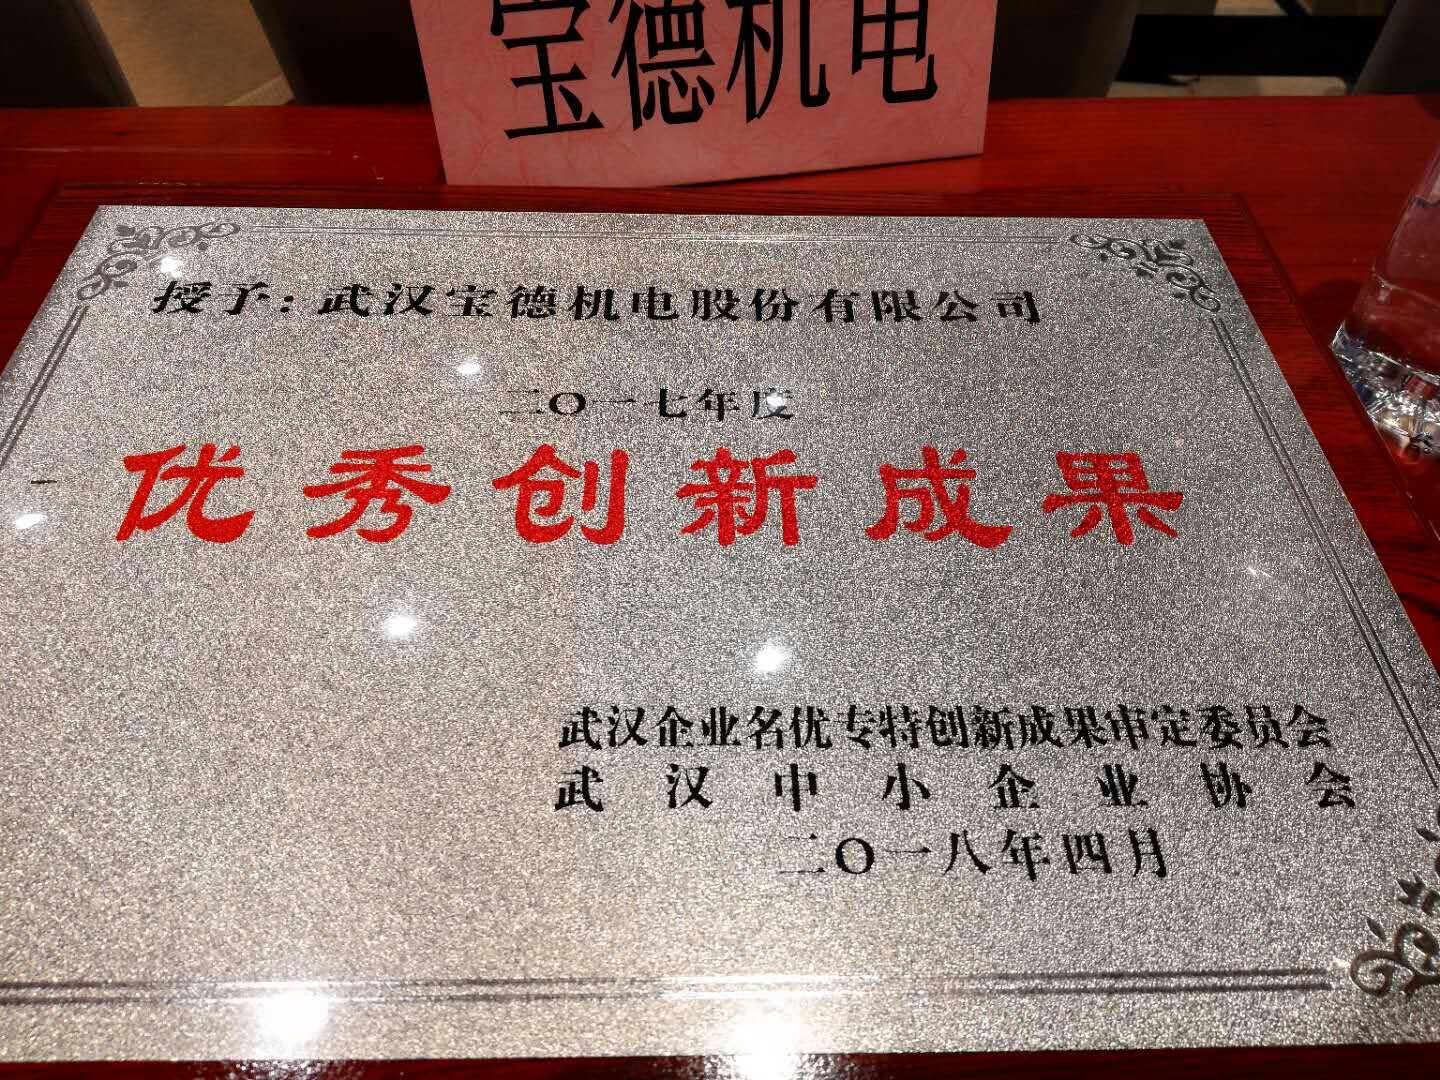 宝德机电
授予：武汉宝德机电股份有限公司
二〇一七年度
优秀创新成果
武汉企业名优专特创新成果审定委员会
武汉中小企业协会
二〇一八年四月